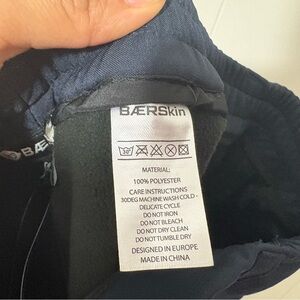 BÆRSkin
BÆRSkin
MATERIAL:
100% POLYESTER
CARE INSTRUCTIONS
30DEG MACHINE WASH COLD -
DELICATE CYCLE
DO NOT IRON
DO NOT BLEACH
DO NOT DRY CLEAN
DO NOT TUMBLE DRY
DESIGNED IN EUROPE
MADE IN CHINA